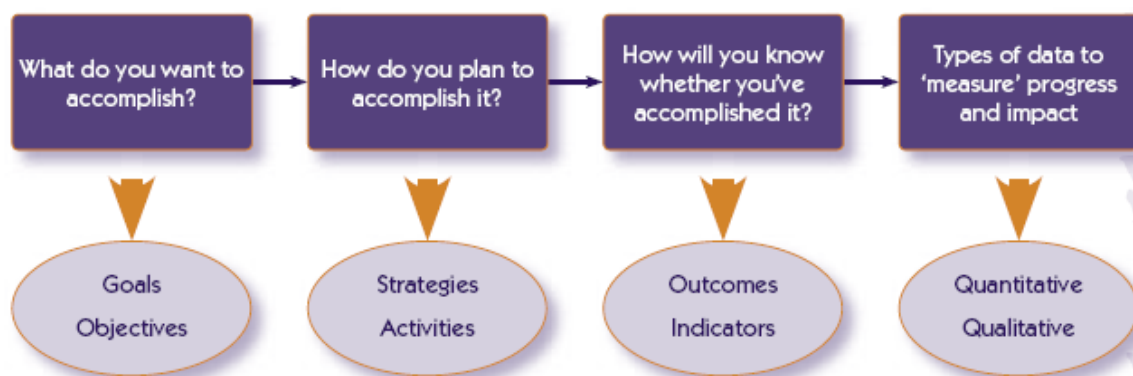 What do you want to
accomplish?
How do you plan to
accomplish it?
How will you know
whether you've
accomplished it?
Types of data to
‘measure’ progress
and impact
Goals
Objectives
Strategies
Activities
Outcomes
Indicators
Quantitative
Qualitative